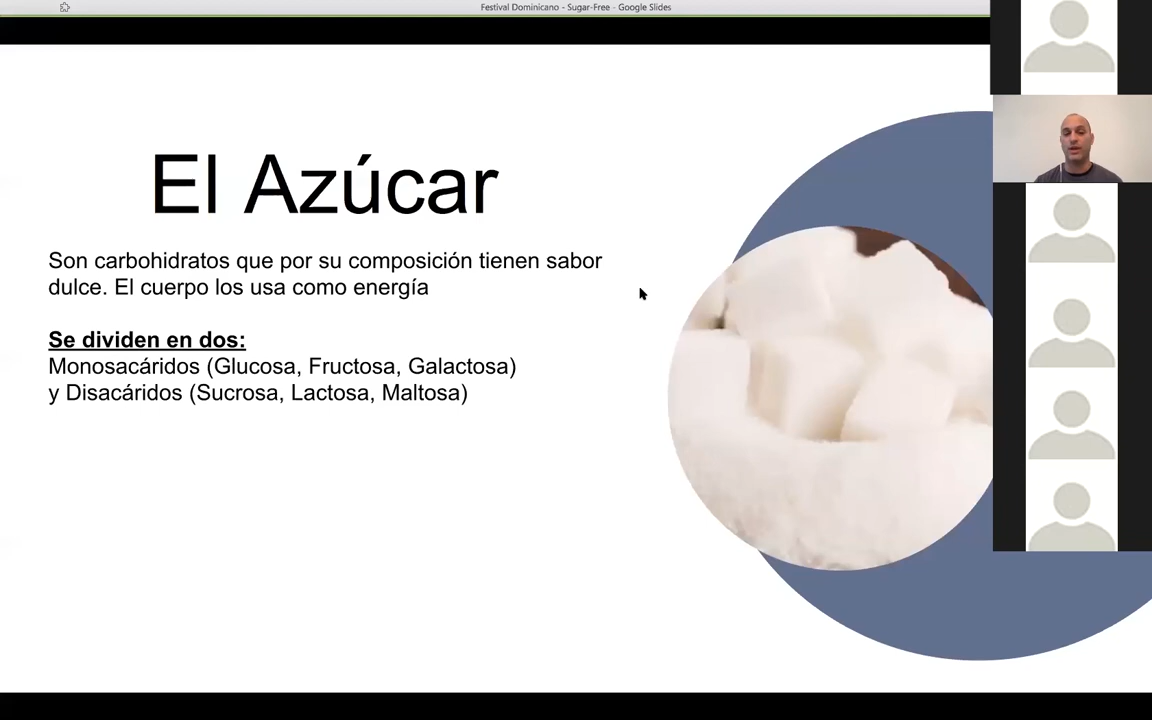 Festival Dominicano - Sugar-Free - Google Slides
El Azúcar
Son carbohidratos que por su composición tienen sabor
dulce. El cuerpo los usa como energía
Se dividen en dos:
Monosacáridos (Glucosa, Fructosa, Galactosa)
y Disacáridos (Sucrosa, Lactosa, Maltosa)